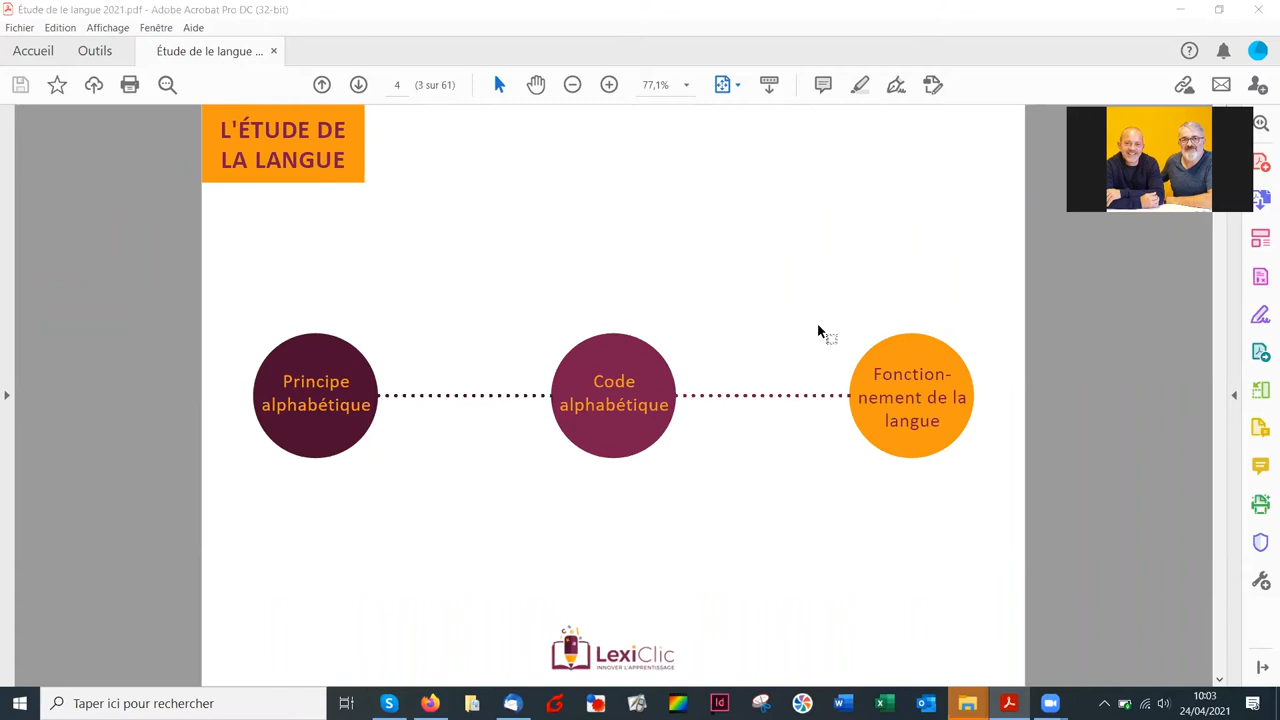 Étude de le langue 2021.pdf - Adobe Acrobat Pro DC (32-bit)
Fichier Edition Affichage Fenêtre Aide
Accueil Outils Étude de le langue ... ×
4 (3 sur 61) 77,1%
L'ÉTUDE DE
LA LANGUE
Principe
alphabétique
Code
alphabétique
Fonction-
nement de la
langue
LexiClic
INNOVER L'APPRENTISSAGE
Tapez ici pour rechercher
10:03
24/04/2021